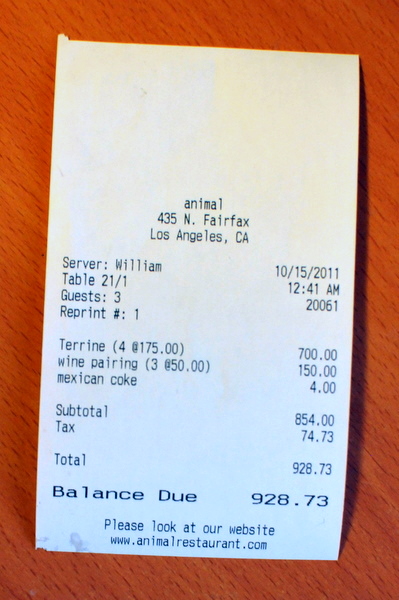 animal
435 N. Fairfax
Los Angeles, CA
Server: William 10/15/2011
Table 21/1 12:41 AM
Guests: 3 20061
Reprint #: 1
Terrine (4 @175.00) 700.00
wine pairing (3 @50.00) 150.00
mexican coke 4.00
Subtotal 854.00
Tax 74.73
Total 928.73
Balance Due 928.73
Please look at our website
www.animalrestaurant.com